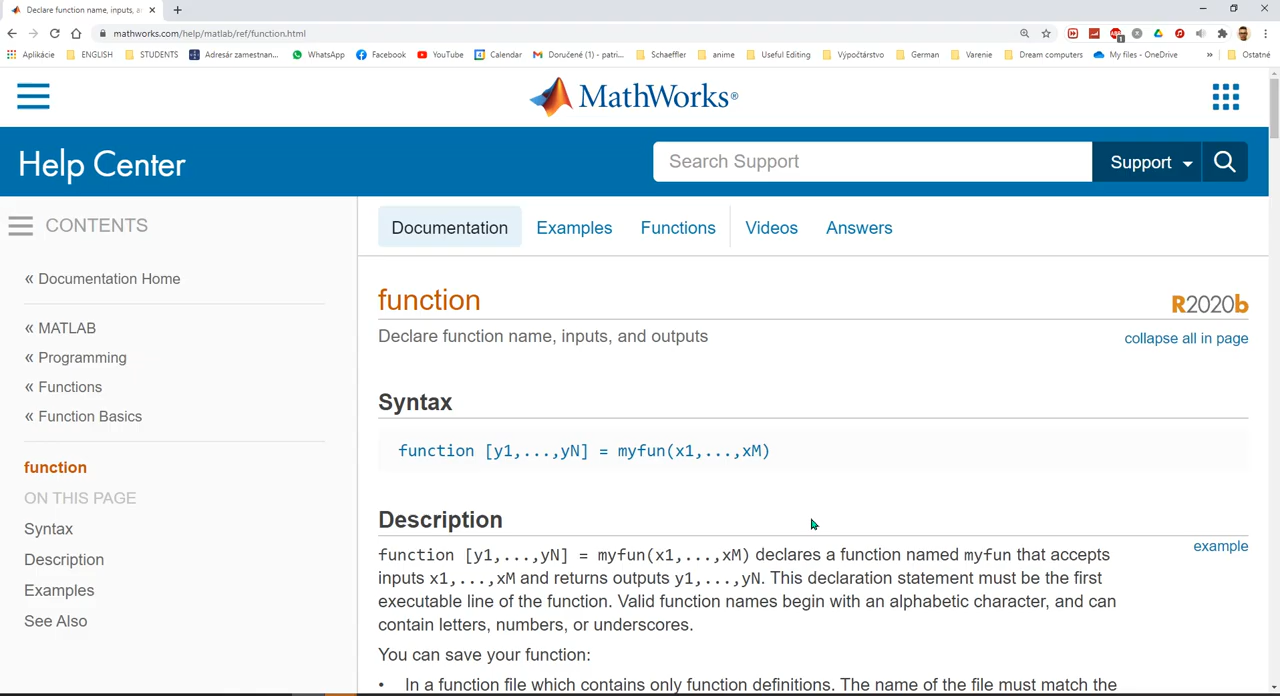 Declare function name, inputs, a
mathworks.com/help/matlab/ref/function.html
Aplikácie
ENGLISH
STUDENTS
Adresár zamestnan...
WhatsApp
Facebook
YouTube
Calendar
Doručené (1) - patri...
Schaeffler
anime
Useful Editing
Výpočtárstvo
German
Varenie
Dream computers
My files - OneDrive
»
Ostatné
MathWorks®
Help Center
Search Support
Support
CONTENTS
Documentation
Examples
Functions
Videos
Answers
« Documentation Home
« MATLAB
« Programming
« Functions
« Function Basics
function
ON THIS PAGE
Syntax
Description
Examples
See Also
function
R2020b
Declare function name, inputs, and outputs
collapse all in page
Syntax
function [y1,...,yN] = myfun(x1,...,xM)
Description
example
function [y1,...,yN] = myfun(x1,...,xM) declares a function named myfun that accepts
inputs x1,...,xM and returns outputs y1,...,yN. This declaration statement must be the first
executable line of the function. Valid function names begin with an alphabetic character, and can
contain letters, numbers, or underscores.
You can save your function:
• In a function file which contains only function definitions. The name of the file must match the